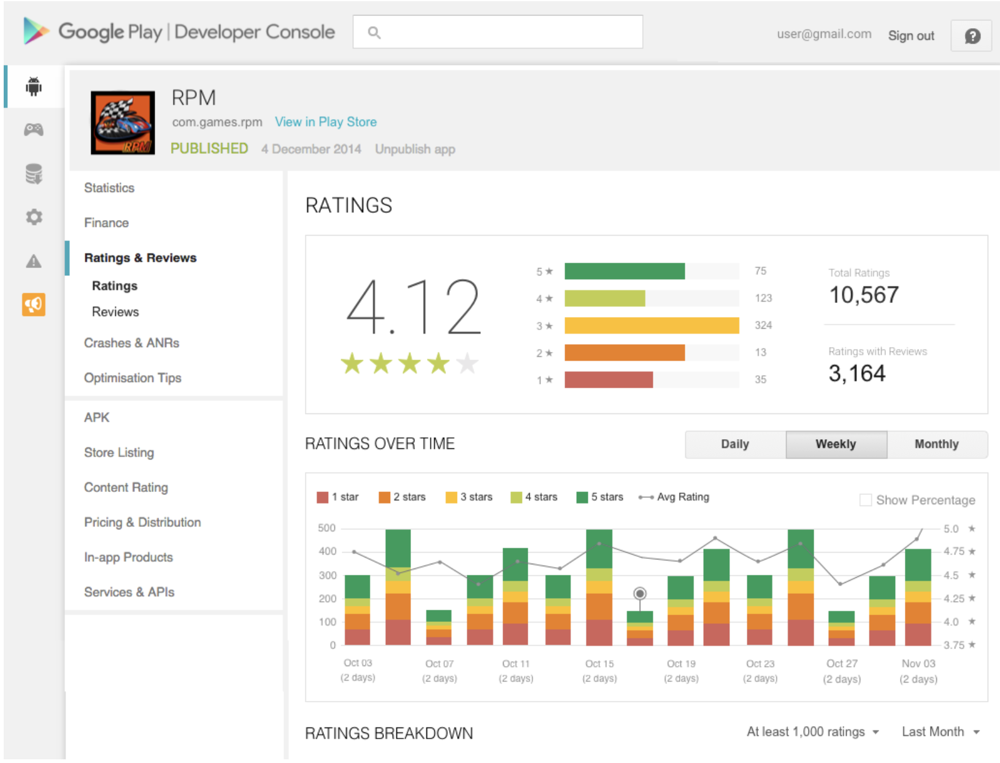 Google Play | Developer Console
user@gmail.com Sign out
RPM
RPM
com.games.rpm View in Play Store
PUBLISHED 4 December 2014 Unpublish app
Statistics
Finance
Ratings & Reviews
Ratings
Reviews
Crashes & ANRs
Optimisation Tips
APK
Store Listing
Content Rating
Pricing & Distribution
In-app Products
Services & APIs
RATINGS
4.12
5 ★ 75
4 ★ 123
3 ★ 324
2 ★ 13
1 ★ 35
Total Ratings
10,567
Ratings with Reviews
3,164
RATINGS OVER TIME
Daily Weekly Monthly
1 star 2 stars 3 stars 4 stars 5 stars Avg Rating
Show Percentage
500 5.0 ★
400 4.75 ★
300 4.5 ★
200 4.25 ★
100 4.0 ★
0 3.75 ★
Oct 03 Oct 07 Oct 11 Oct 15 Oct 19 Oct 23 Oct 27 Nov 03
(2 days) (2 days) (2 days) (2 days) (2 days) (2 days) (2 days) (2 days)
RATINGS BREAKDOWN
At least 1,000 ratings Last Month